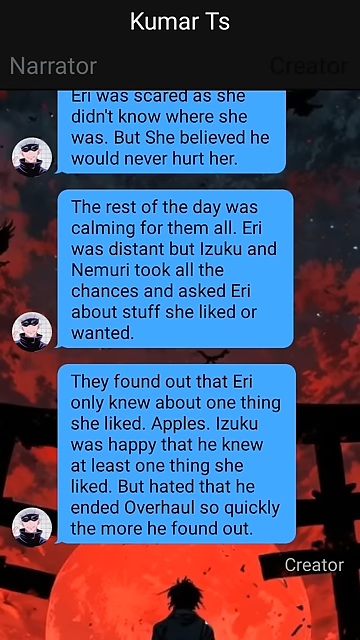 Kumar Ts
Narrator
Creator
Eri was scared as she
didn't know where she
was. But She believed he
would never hurt her.
The rest of the day was
calming for them all. Eri
was distant but Izuku and
Nemuri took all the
chances and asked Eri
about stuff she liked or
wanted.
They found out that Eri
only knew about one thing
she liked. Apples. Izuku
was happy that he knew
at least one thing she
liked. But hated that he
ended Overhaul so quickly
the more he found out.
Creator